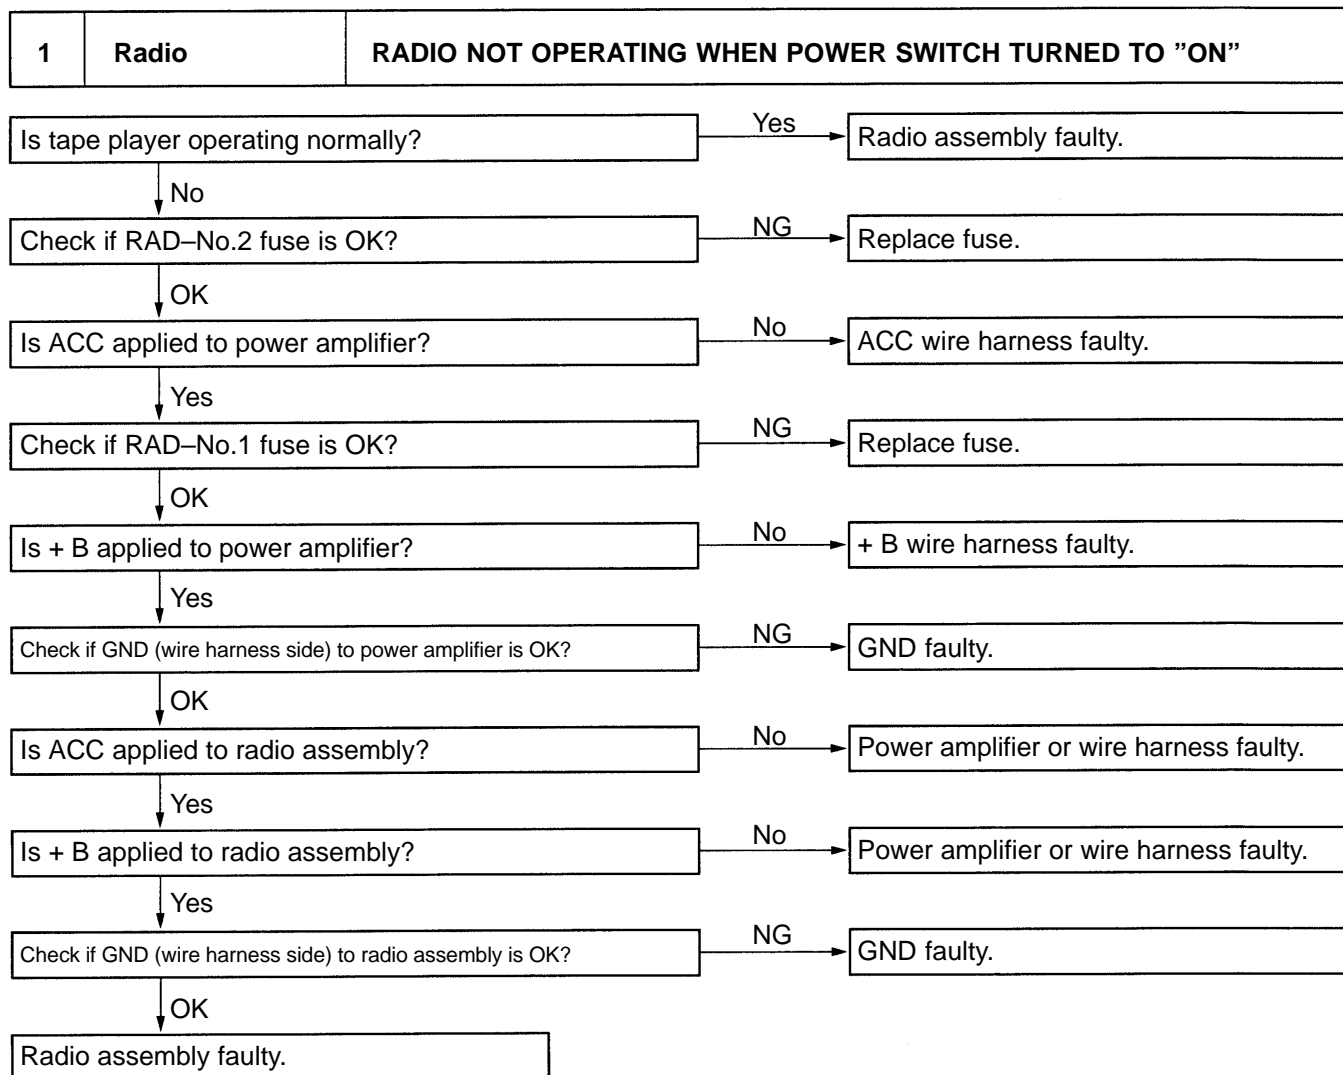 1 Radio RADIO NOT OPERATING WHEN POWER SWITCH TURNED TO ”ON”
Is tape player operating normally?
Yes
Radio assembly faulty.
No
Check if RAD–No.2 fuse is OK?
NG
Replace fuse.
OK
Is ACC applied to power amplifier?
No
ACC wire harness faulty.
Yes
Check if RAD–No.1 fuse is OK?
NG
Replace fuse.
OK
Is + B applied to power amplifier?
No
+ B wire harness faulty.
Yes
Check if GND (wire harness side) to power amplifier is OK?
NG
GND faulty.
OK
Is ACC applied to radio assembly?
No
Power amplifier or wire harness faulty.
Yes
Is + B applied to radio assembly?
No
Power amplifier or wire harness faulty.
Yes
Check if GND (wire harness side) to radio assembly is OK?
NG
GND faulty.
OK
Radio assembly faulty.